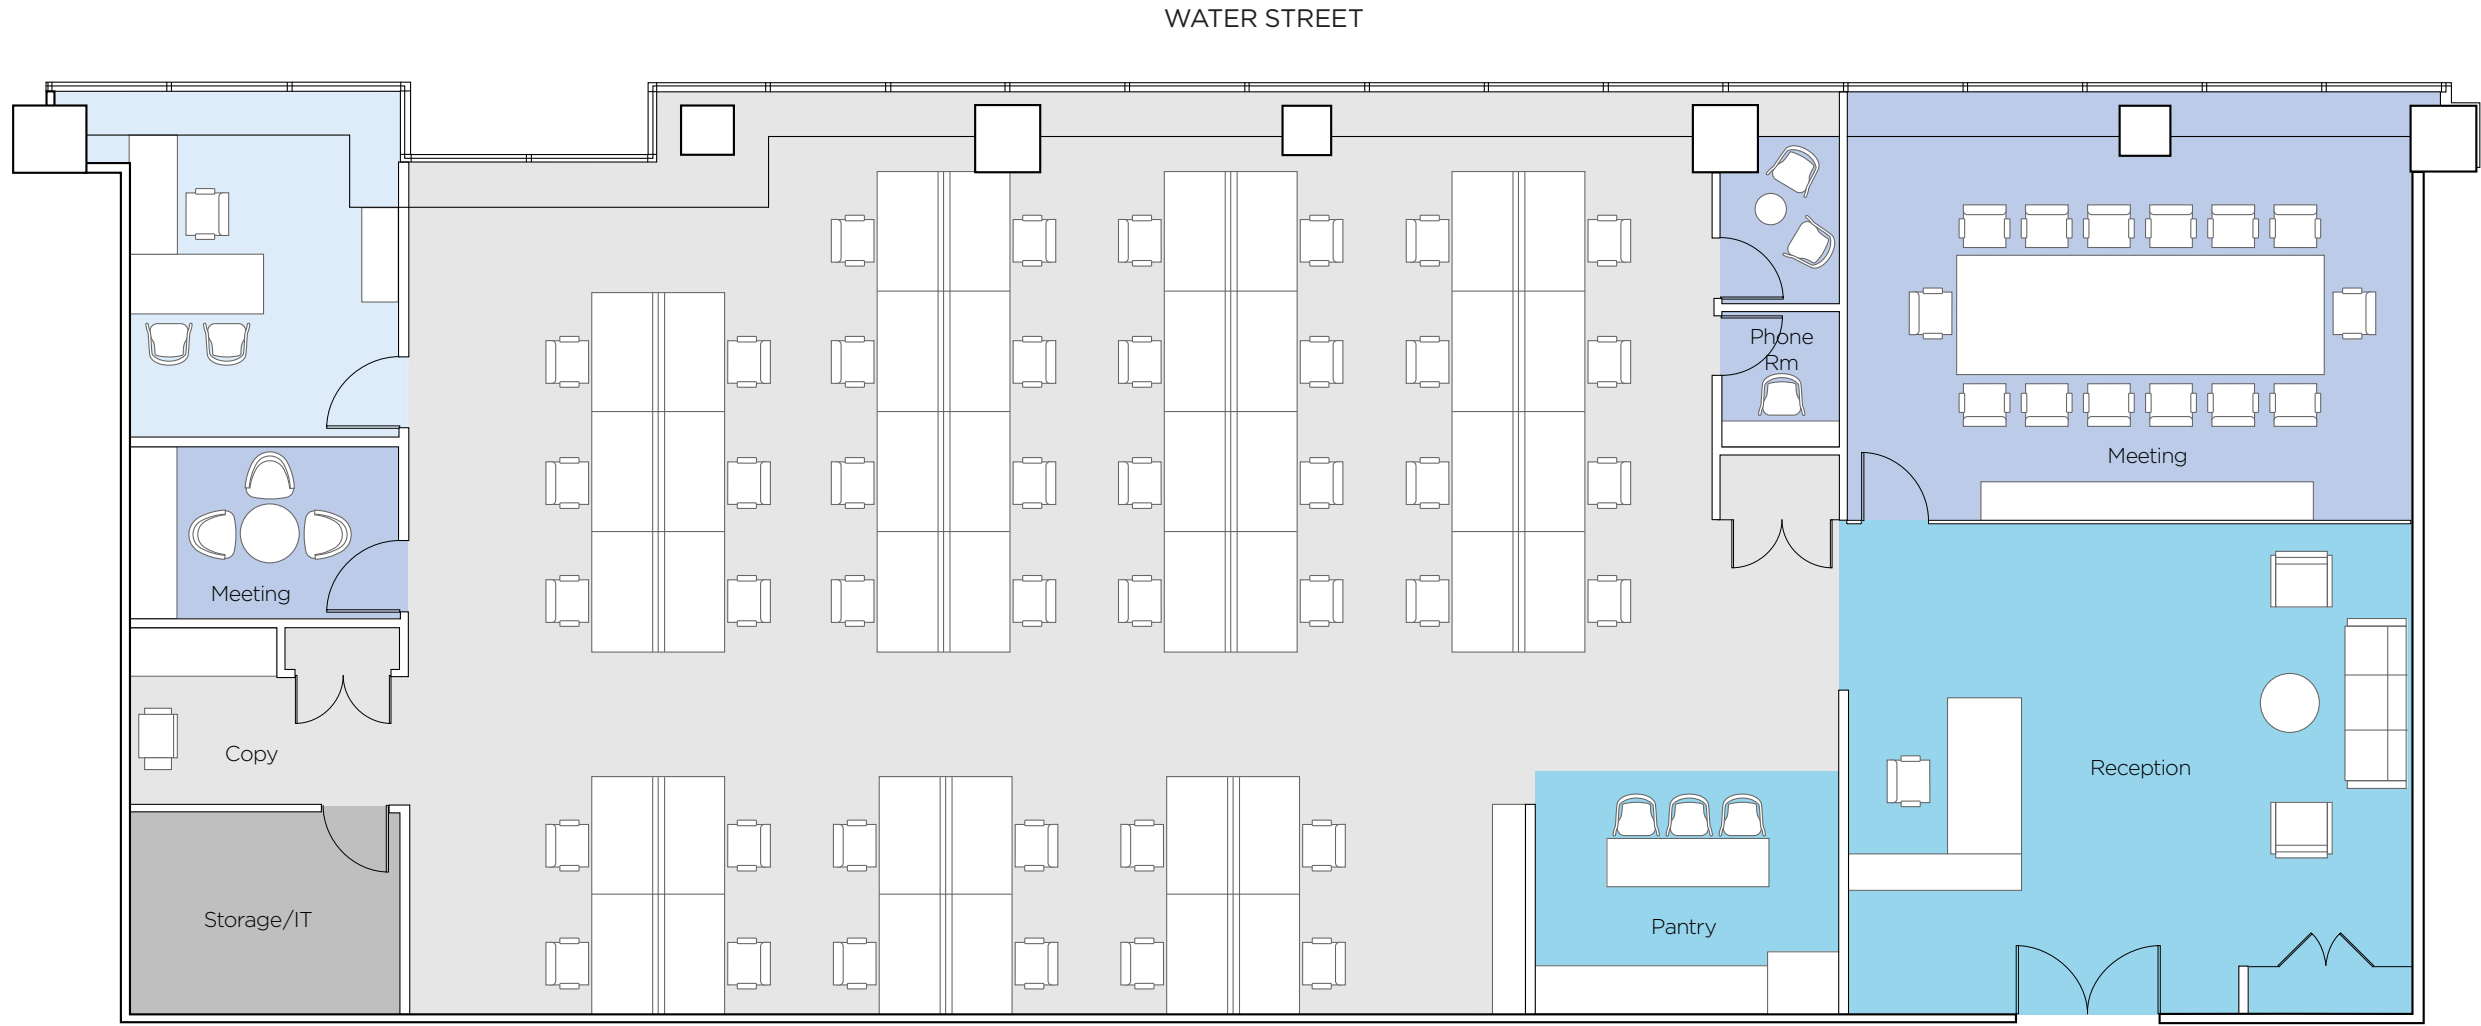 WATER STREET
Phone
Rm
Meeting
Meeting
Copy
Reception
Storage/IT
Pantry